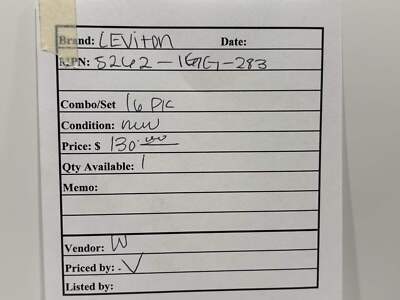 Brand: LEViton Date:
MPN: 5262-IGG-283
Combo/Set 16 PK
Condition: new
Price: $ 130.00
Qty Available: 1
Memo:
Vendor: W
Priced by: .V
Listed by: